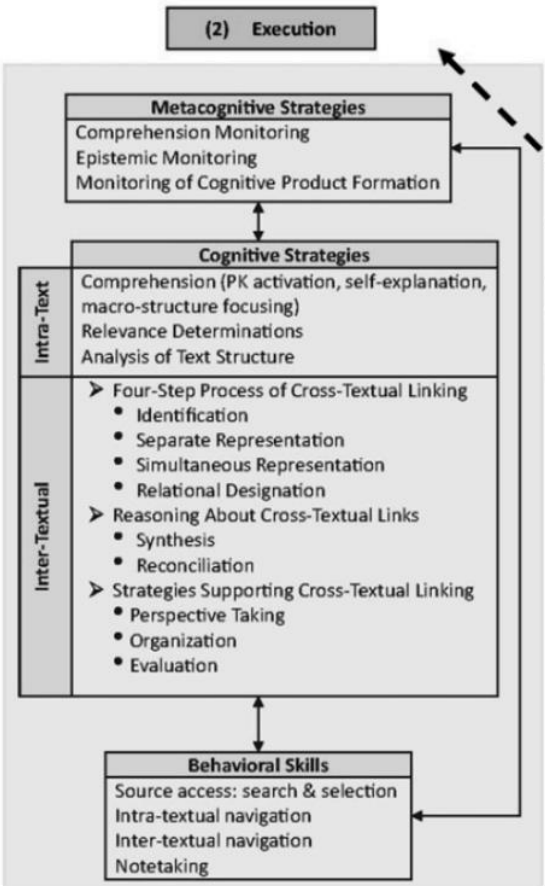 (2) Execution
Metacognitive Strategies
Comprehension Monitoring
Epistemic Monitoring
Monitoring of Cognitive Product Formation
Cognitive Strategies
Intra-Text
Comprehension (PK activation, self-explanation,
macro-structure focusing)
Relevance Determinations
Analysis of Text Structure
Inter-Textual
➢ Four-Step Process of Cross-Textual Linking
• Identification
• Separate Representation
• Simultaneous Representation
• Relational Designation
➢ Reasoning About Cross-Textual Links
• Synthesis
• Reconciliation
➢ Strategies Supporting Cross-Textual Linking
• Perspective Taking
• Organization
• Evaluation
Behavioral Skills
Source access: search & selection
Intra-textual navigation
Inter-textual navigation
Notetaking